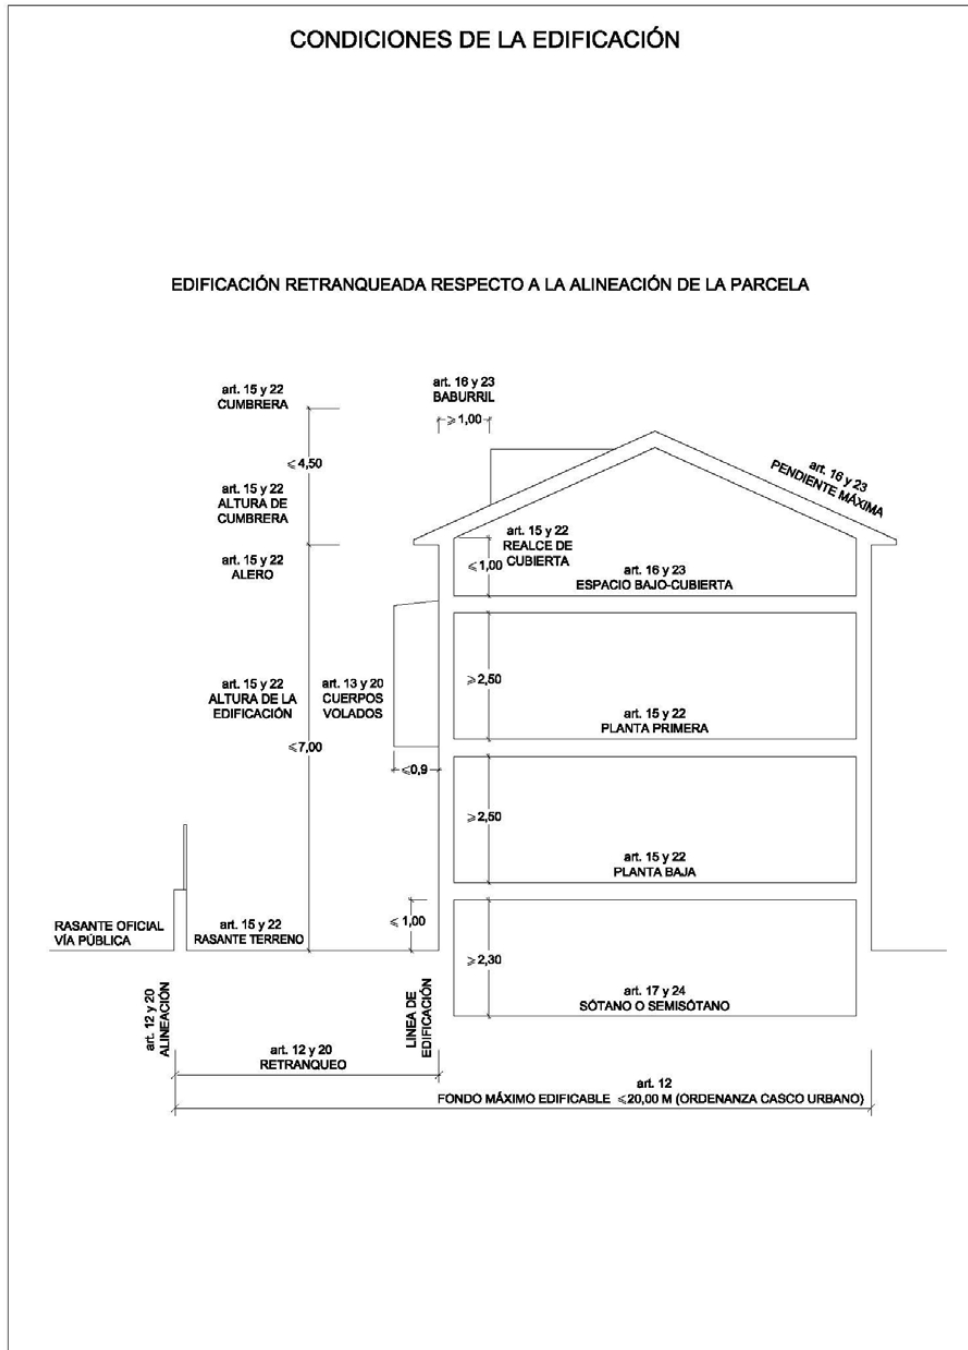 CONDICIONES DE LA EDIFICACIÓN
EDIFICACIÓN RETRANQUEADA RESPECTO A LA ALINEACIÓN DE LA PARCELA
art. 15 y 22
CUMBRERA
art. 16 y 23
BABURRIL
⩾1,00
⩽4,50
art. 16 y 23
PENDIENTE MÁXIMA
art. 15 y 22
ALTURA DE
CUMBRERA
art. 15 y 22
REALCE DE
CUBIERTA
⩽1,00
art. 15 y 22
ALERO
art. 16 y 23
ESPACIO BAJO-CUBIERTA
art. 15 y 22
ALTURA DE LA
EDIFICACIÓN
art. 13 y 20
CUERPOS
VOLADOS
⩾2,50
art. 15 y 22
PLANTA PRIMERA
⩽7,00
⩽0,9
⩾2,50
art. 15 y 22
PLANTA BAJA
RASANTE OFICIAL
VÍA PÚBLICA
art. 15 y 22
RASANTE TERRENO
⩽1,00
⩾2,30
art. 17 y 24
SÓTANO O SEMISÓTANO
art. 12 y 20
ALINEACIÓN
LINEA DE
EDIFICACIÓN
art. 12 y 20
RETRANQUEO
art. 12
FONDO MÁXIMO EDIFICABLE ⩽20,00 M (ORDENANZA CASCO URBANO)